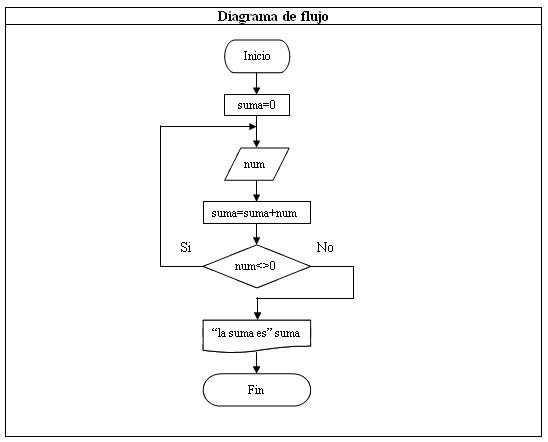 Diagrama de flujo
Inicio
suma=0
num
suma=suma+num
Si
No
num<>0
“la suma es” suma
Fin